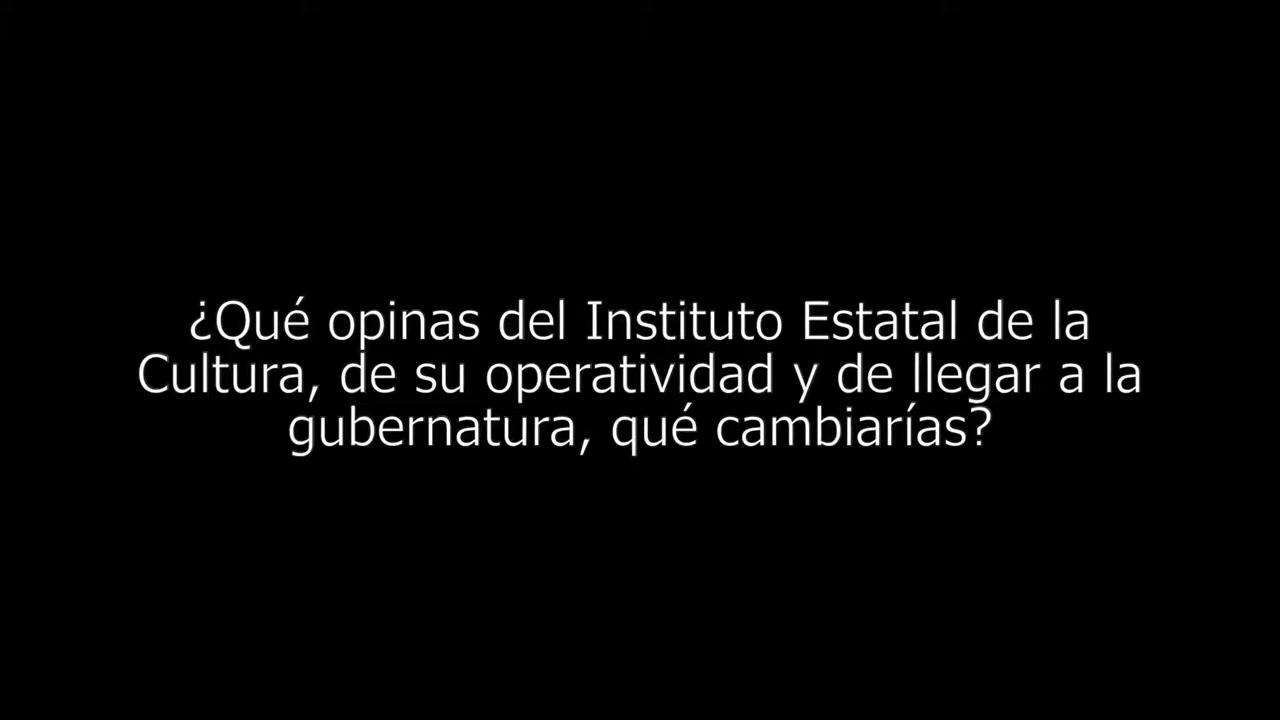 ¿Qué opinas del Instituto Estatal de la
Cultura, de su operatividad y de llegar a la
gubernatura, qué cambiarías?